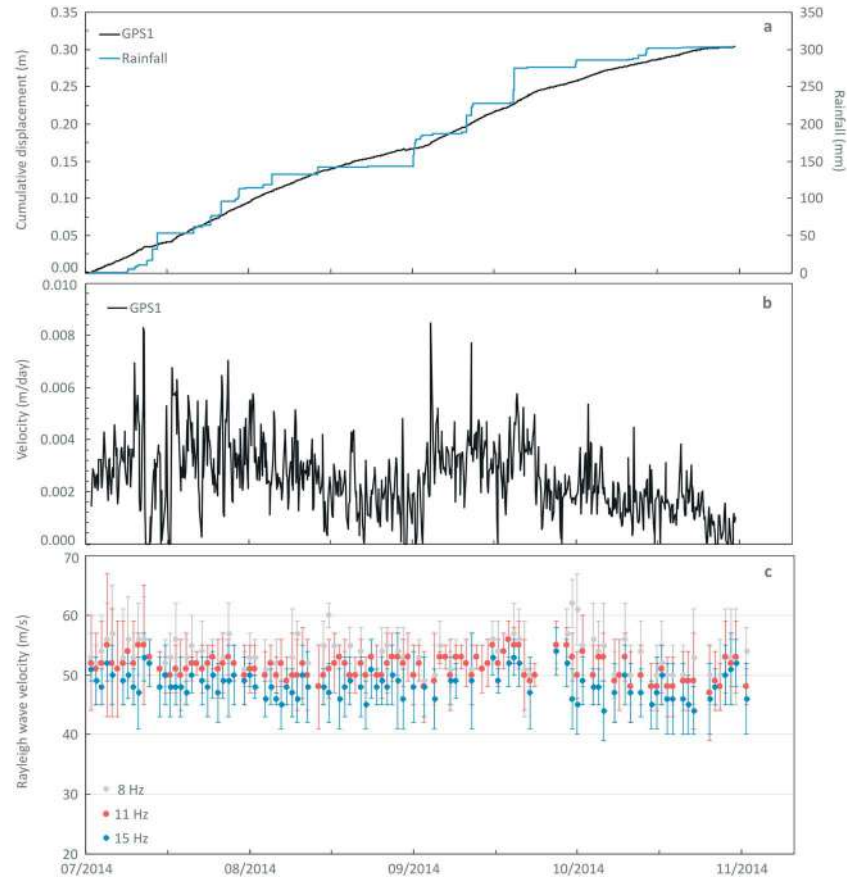 a
GPS1
Rainfall
Cumulative displacement (m)
0.35
0.30
0.25
0.20
0.15
0.10
0.05
0.00
Rainfall (mm)
350
300
250
200
150
100
50
0
b
GPS1
Velocity (m/day)
0.010
0.008
0.006
0.004
0.002
0.000
c
Rayleigh wave velocity (m/s)
70
60
50
40
30
20
8 Hz
11 Hz
15 Hz
07/2014 08/2014 09/2014 10/2014 11/2014